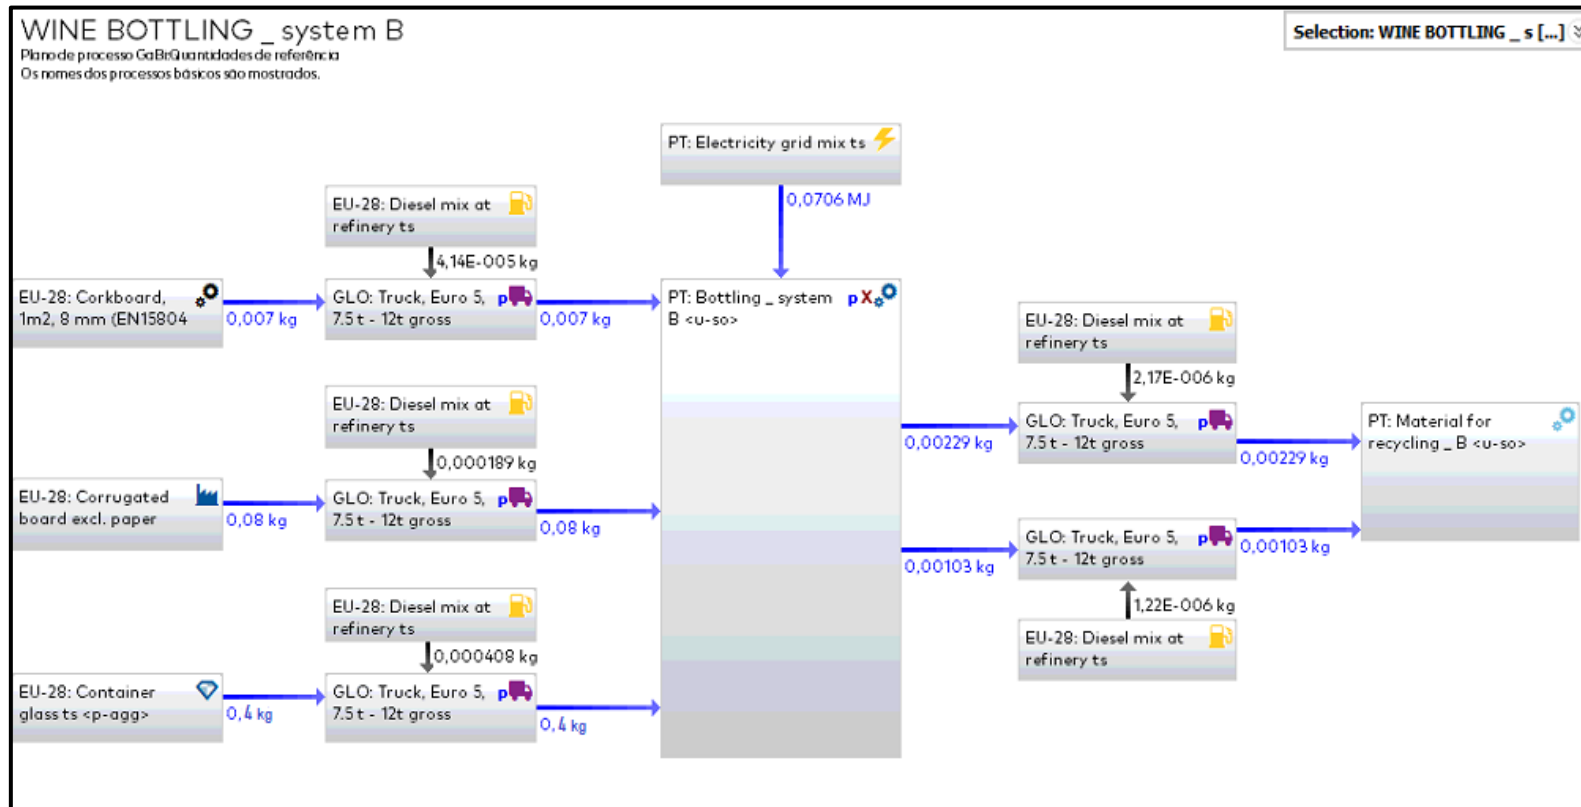 WINE BOTTLING _ system B
Plano de processo GaBi:Quantidades de referência
Os nomes dos processos básicos são mostrados.
Selection: WINE BOTTLING _ s [...]
PT: Electricity grid mix ts
0,0706 MJ
EU-28: Diesel mix at
refinery ts
4,14E-005 kg
EU-28: Corkboard,
1m2, 8 mm (EN15804
0,007 kg
GLO: Truck, Euro 5,
7.5 t - 12t gross
p
0,007 kg
PT: Bottling _ system
B <u-so>
p X
EU-28: Diesel mix at
refinery ts
2,17E-006 kg
EU-28: Diesel mix at
refinery ts
0,000189 kg
GLO: Truck, Euro 5,
7.5 t - 12t gross
p
0,00229 kg
0,00229 kg
PT: Material for
recycling _ B <u-so>
EU-28: Corrugated
board excl. paper
0,08 kg
GLO: Truck, Euro 5,
7.5 t - 12t gross
p
0,08 kg
0,00103 kg
GLO: Truck, Euro 5,
7.5 t - 12t gross
p
0,00103 kg
1,22E-006 kg
EU-28: Diesel mix at
refinery ts
EU-28: Diesel mix at
refinery ts
0,000408 kg
EU-28: Container
glass ts <p-agg>
0,4 kg
GLO: Truck, Euro 5,
7.5 t - 12t gross
p
0,4 kg